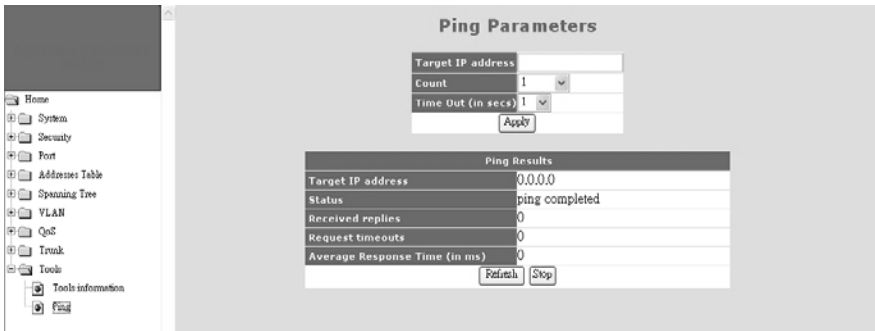 Home
System
Security
Port
Addresses Table
Spanning Tree
VLAN
QoS
Trunk
Tools
Tools information
Ping
Ping Parameters
Target IP address
Count 1
Time Out (in secs) 1
Apply
Ping Results
Target IP address 0.0.0.0
Status ping completed
Received replies 0
Request timeouts 0
Average Response Time (in ms) 0
Refresh Stop